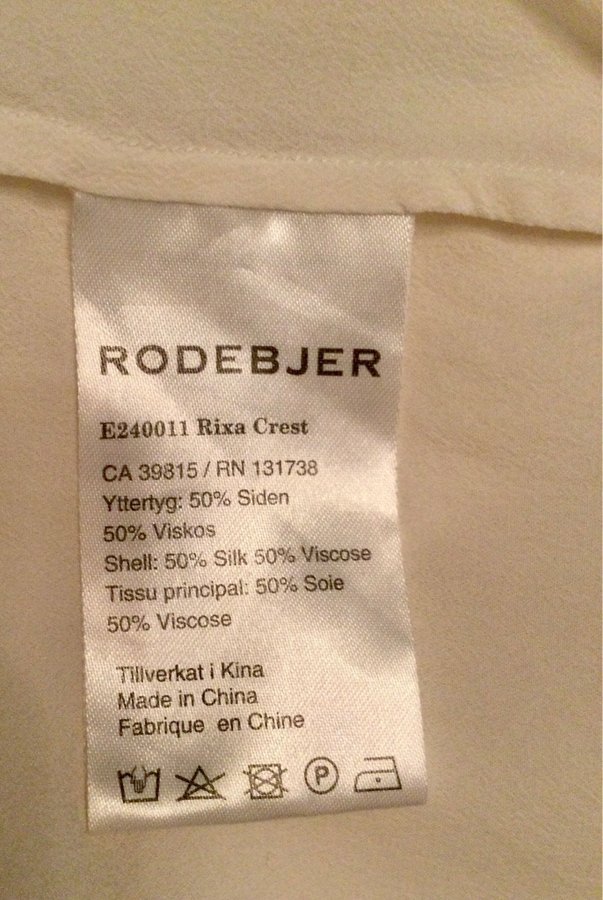 RODEBJER
E240011 Rixa Crest
CA 39815 / RN 131738
Yttertyg: 50% Siden
50% Viskos
Shell: 50% Silk 50% Viscose
Tissu principal: 50% Soie
50% Viscose
Tillverkat i Kina
Made in China
Fabrique en Chine
P